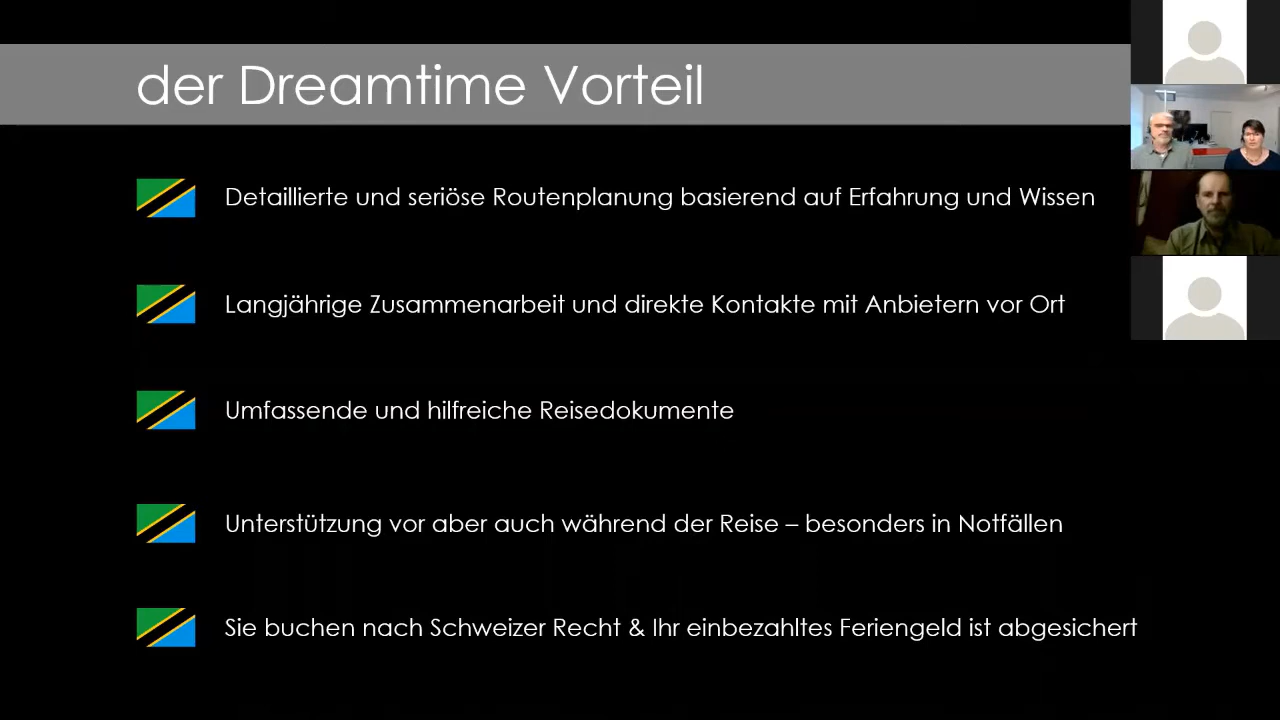 der Dreamtime Vorteil
Detaillierte und seriöse Routenplanung basierend auf Erfahrung und Wissen
Langjährige Zusammenarbeit und direkte Kontakte mit Anbietern vor Ort
Umfassende und hilfreiche Reisedokumente
Unterstützung vor aber auch während der Reise – besonders in Notfällen
Sie buchen nach Schweizer Recht & Ihr einbezahltes Feriengeld ist abgesichert